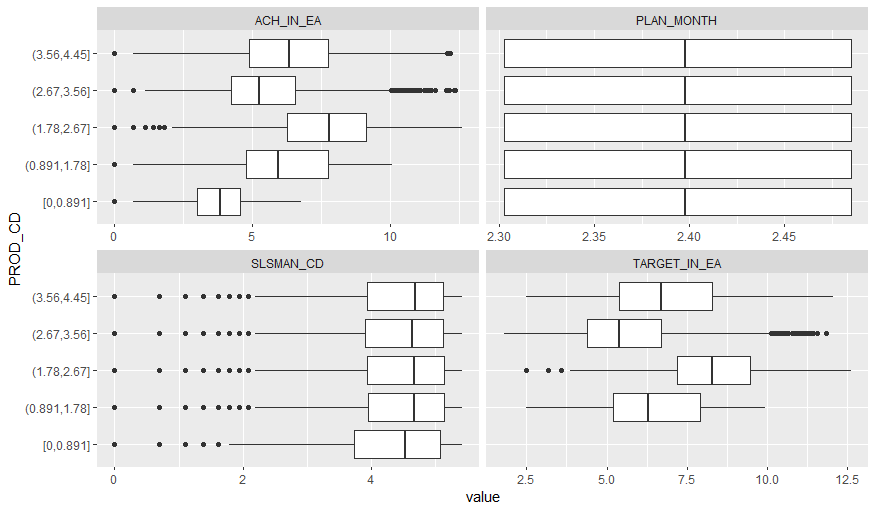 ACH_IN_EA PLAN_MONTH
(3.56,4.45]
(2.67,3.56]
(1.78,2.67]
(0.891,1.78]
[0,0.891]
0 5 10 2.30 2.35 2.40 2.45
PROD_CD
SLSMAN_CD TARGET_IN_EA
(3.56,4.45]
(2.67,3.56]
(1.78,2.67]
(0.891,1.78]
[0,0.891]
0 2 4 2.5 5.0 7.5 10.0 12.5
value